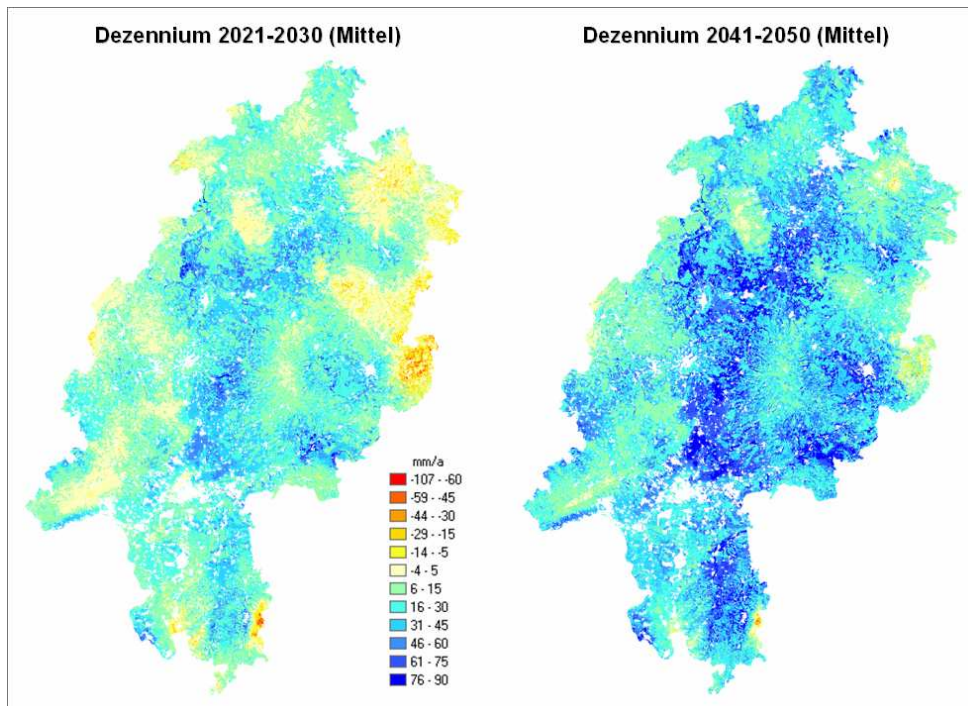 Dezennium 2021-2030 (Mittel)
Dezennium 2041-2050 (Mittel)
mm/a
-107 - -60
-59 - -45
-44 - -30
-29 - -15
-14 - -5
-4 - 5
6 - 15
16 - 30
31 - 45
46 - 60
61 - 75
76 - 90